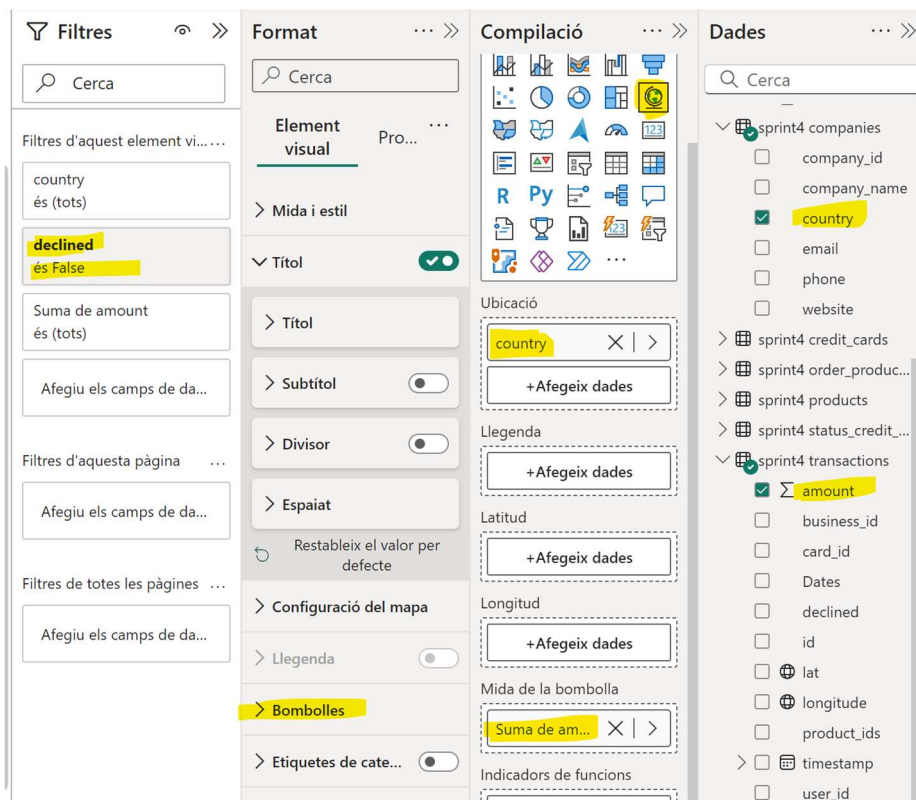 Filtres
Cerca
Filtres d'aquest element vi... ...
country
és (tots)
declined
és False
Suma de amount
és (tots)
Afegiu els camps de da...
Filtres d'aquesta pàgina ...
Afegiu els camps de da...
Filtres de totes les pàgines ...
Afegiu els camps de da...
Format ...
Cerca
Element
visual
Pro...
...
Mida i estil
Títol
Títol
Subtítol
Divisor
Espaiat
Restableix el valor per
defecte
Configuració del mapa
Llegenda
Bombolles
Etiquetes de cate...
Compilació ...
123
R Py
123
...
Ubicació
country
+Afegeix dades
Llegenda
+Afegeix dades
Latitud
+Afegeix dades
Longitud
+Afegeix dades
Mida de la bombolla
Suma de am...
Indicadors de funcions
Dades ...
Cerca
sprint4 companies
company_id
company_name
country
email
phone
website
sprint4 credit_cards
sprint4 order_produc...
sprint4 products
sprint4 status_credit_...
sprint4 transactions
∑ amount
business_id
card_id
Dates
declined
id
lat
longitude
product_ids
timestamp
user_id